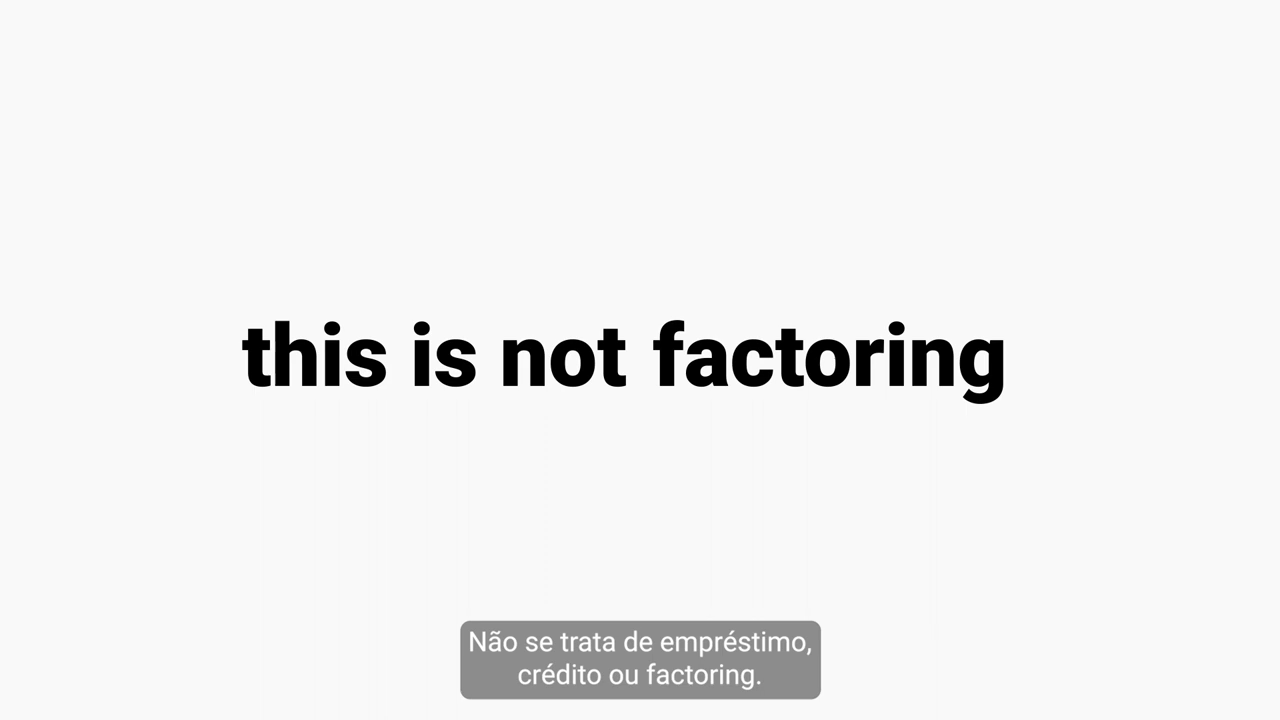 this is not factoring
Não se trata de empréstimo,
crédito ou factoring.